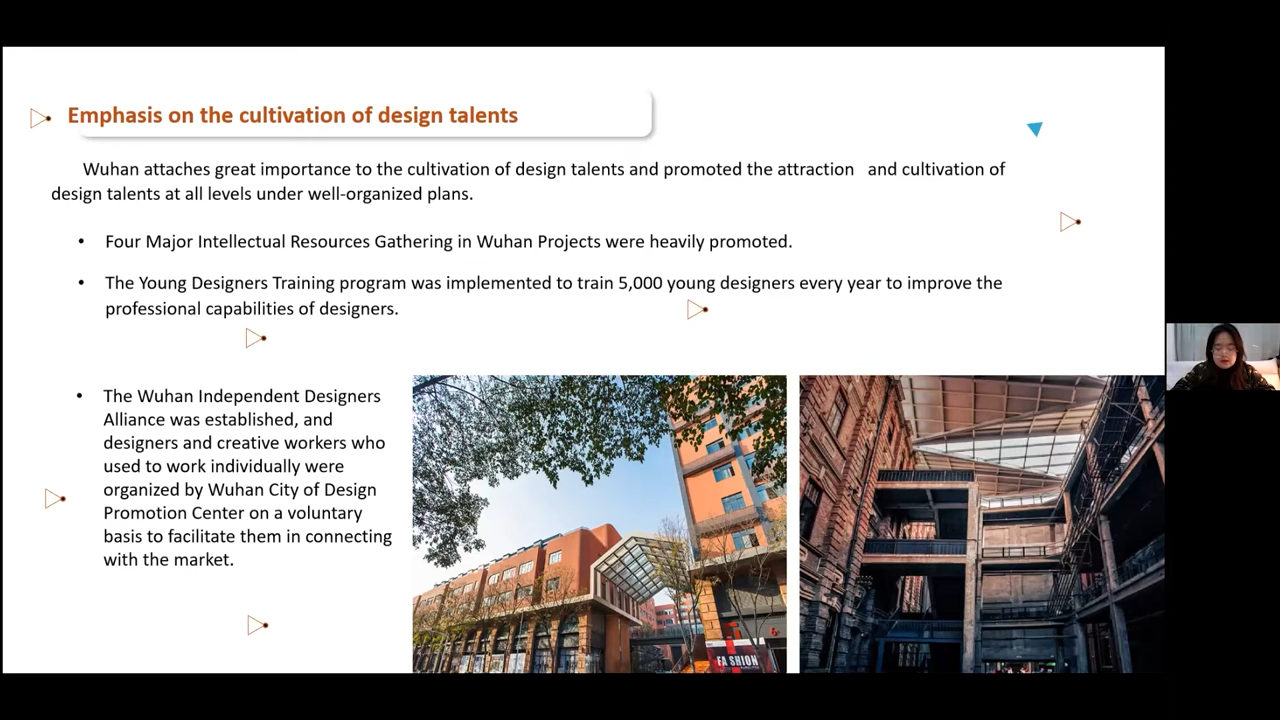 Emphasis on the cultivation of design talents
Wuhan attaches great importance to the cultivation of design talents and promoted the attraction and cultivation of
design talents at all levels under well-organized plans.
• Four Major Intellectual Resources Gathering in Wuhan Projects were heavily promoted.
• The Young Designers Training program was implemented to train 5,000 young designers every year to improve the
professional capabilities of designers.
• The Wuhan Independent Designers
Alliance was established, and
designers and creative workers who
used to work individually were
organized by Wuhan City of Design
Promotion Center on a voluntary
basis to facilitate them in connecting
with the market.
FASHION